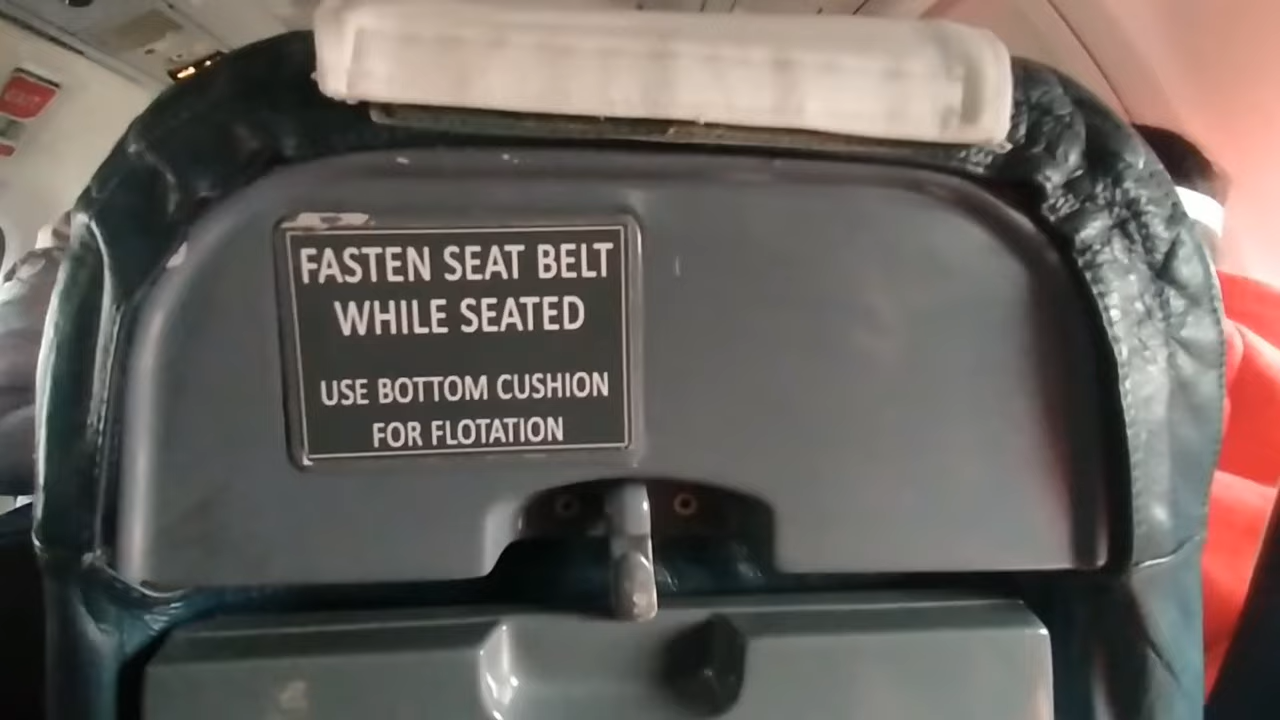 FASTEN SEAT BELT
WHILE SEATED
USE BOTTOM CUSHION
FOR FLOTATION